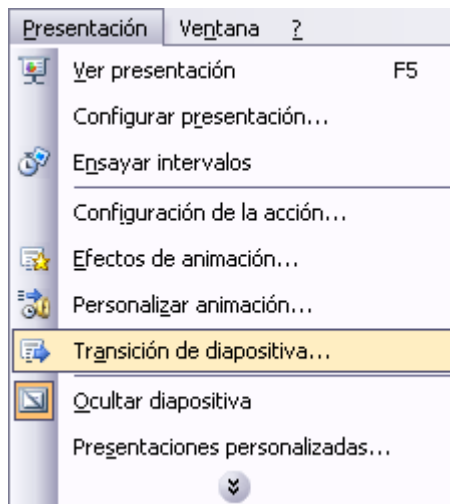 Presentación Ventana ?
Ver presentación F5
Configurar presentación...
Ensayar intervalos
Configuración de la acción...
Efectos de animación...
Personalizar animación...
Transición de diapositiva...
Ocultar diapositiva
Presentaciones personalizadas...